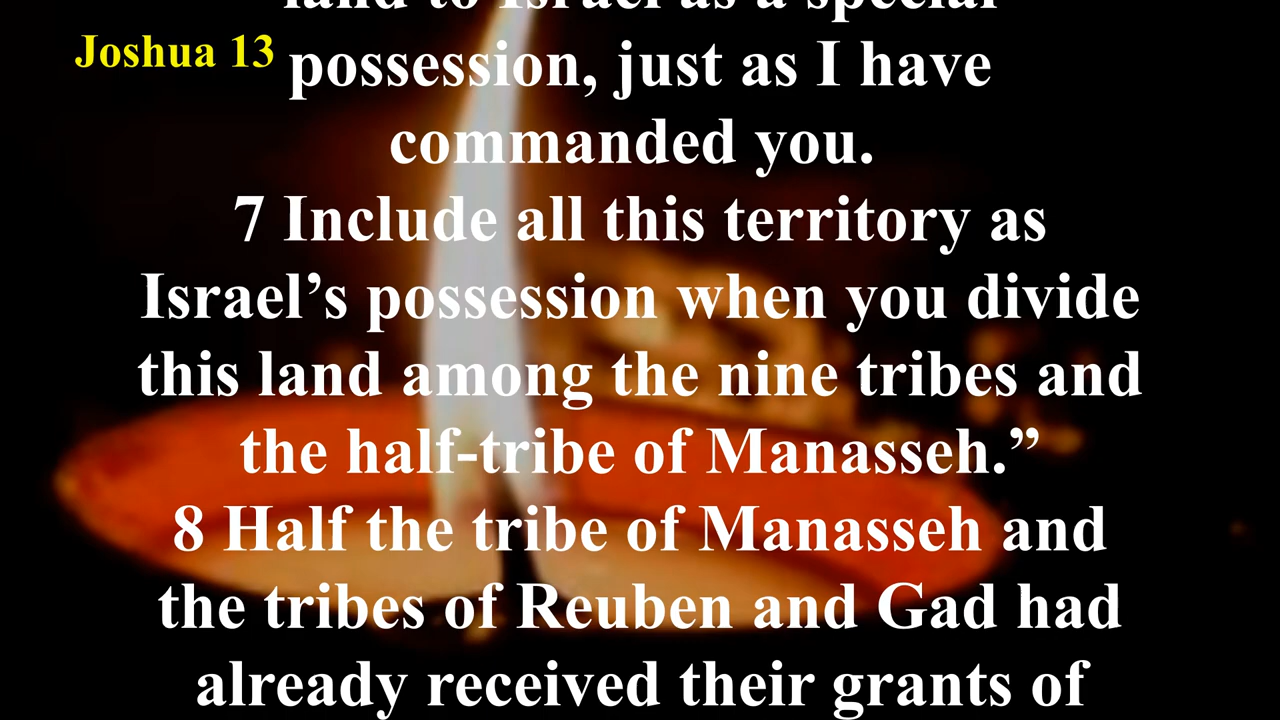 land to Israel as a special
Joshua 13
possession, just as I have
commanded you.
7 Include all this territory as
Israel’s possession when you divide
this land among the nine tribes and
the half-tribe of Manasseh.”
8 Half the tribe of Manasseh and
the tribes of Reuben and Gad had
already received their grants of